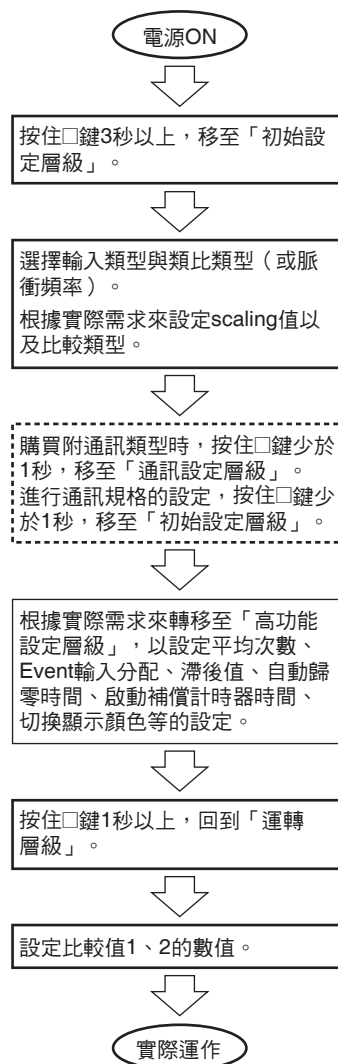 電源ON
按住□鍵3秒以上，移至「初始設
定層級」。
選擇輸入類型與類比類型（或脈
衝頻率）。
根據實際需求來設定scaling值以
及比較類型。
購買附通訊類型時，按住□鍵少於
1秒，移至「通訊設定層級」。
進行通訊規格的設定，按住□鍵少
於1秒，移至「初始設定層級」。
根據實際需求來轉移至「高功能
設定層級」，以設定平均次數、
Event輸入分配、滯後值、自動歸
零時間、啟動補償計時器時間、
切換顯示顏色等的設定。
按住□鍵1秒以上，回到「運轉
層級」。
設定比較值1、2的數值。
實際運作